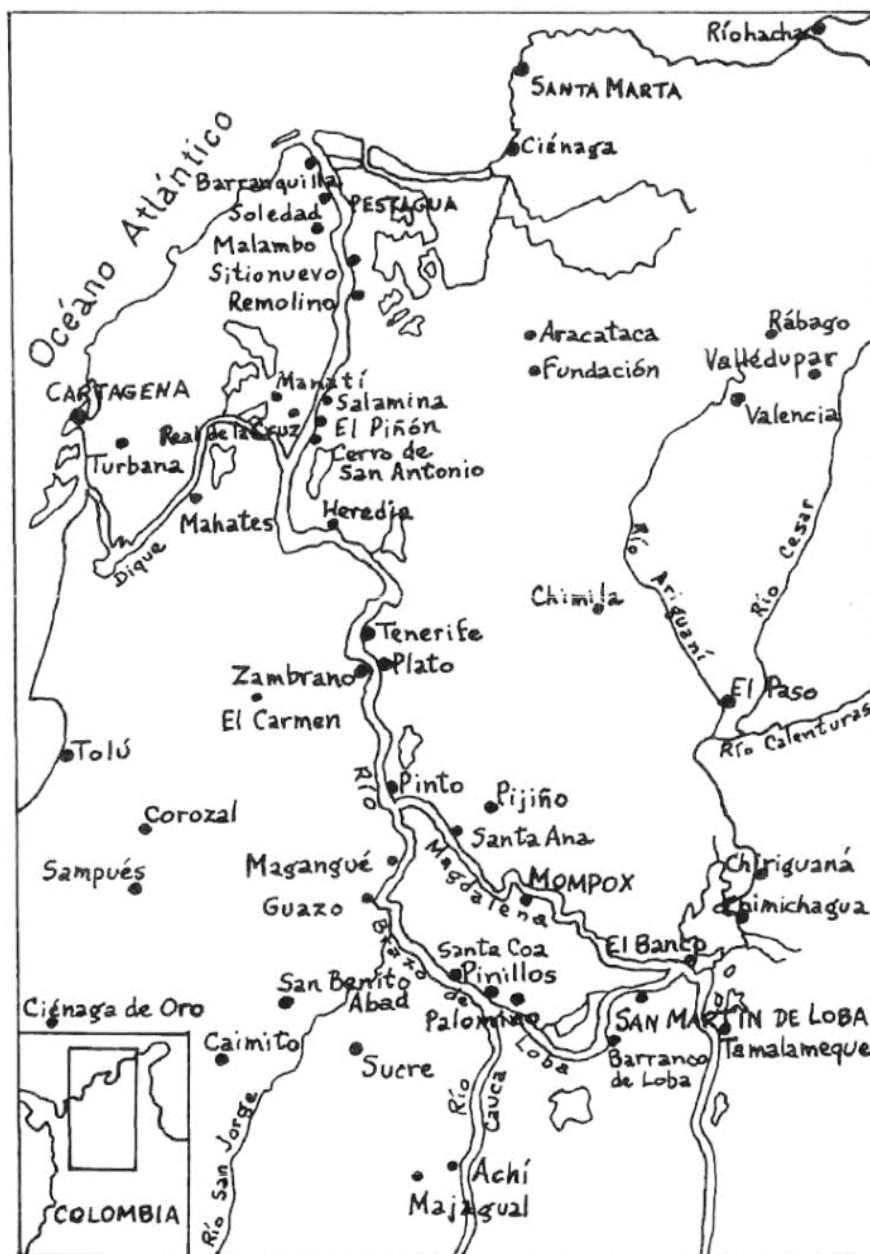 Ríohacha
SANTA MARTA
Ciénaga
Océano Atlántico
Barranquilla
PESTAGUA
Soledad
Malambo
Sitionuevo
Remolino
Aracataca
Rábago
Fundación
Valledupar
CARTAGENA
Manatí
Salamina
Valencia
Real de la Cruz
El Piñón
Turbana
Cerro de
San Antonio
Mahates
Heredia
Dique
Río Ariguaní
Río Cesar
Chimila
Tenerife
Plato
Zambrano
El Carmen
El Paso
Río Calenturas
Tolú
Río
Pinto
Pijiño
Corozal
Santa Ana
Magdalena
Magangué
Chiriguaná
Sampués
MOMPOX
Guazo
Chimichagua
Brazo de
Loba
El Banco
Santa Coa
Pinillos
San Benito
Abad
Palomino
SAN MARTIN DE LOBA
Ciénaga de Oro
Tamalameque
Caimito
Sucre
Barranco
de Loba
Río San Jorge
Río
Cauca
Achí
Majagual
COLOMBIA